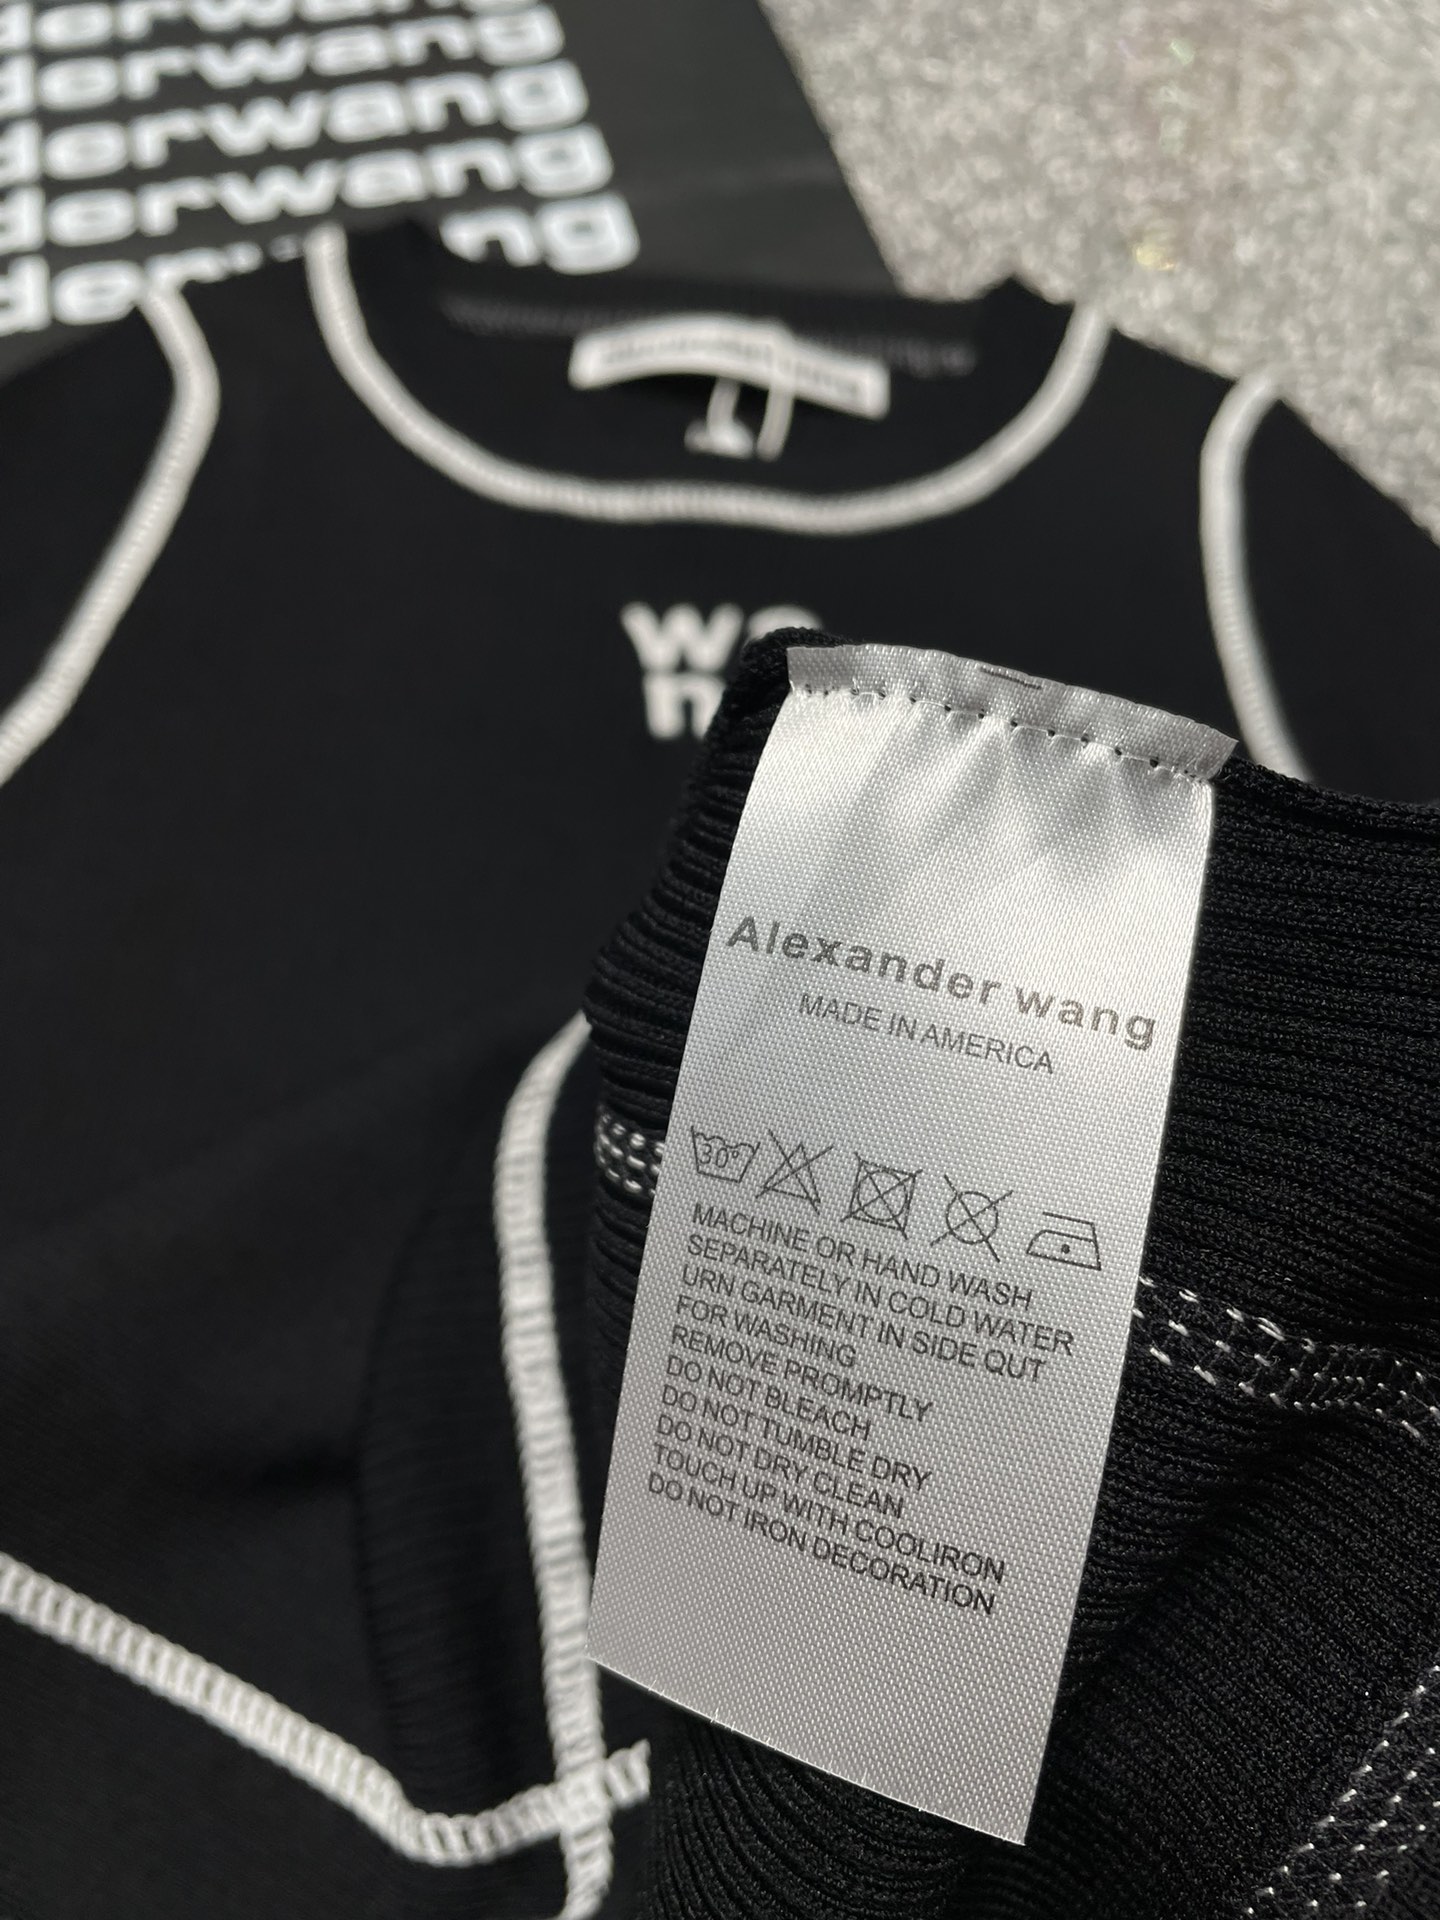 derwang
derwang
derwang
derwang
alexander wang
L
Alexander wang
MADE IN AMERICA
30°
MACHINE OR HAND WASH
SEPARATELY IN COLD WATER
URN GARMENT IN SIDE QUT
FOR WASHING
REMOVE PROMPTLY
DO NOT BLEACH
DO NOT TUMBLE DRY
DO NOT DRY CLEAN
TOUCH UP WITH COOLIRON
DO NOT IRON DECORATION